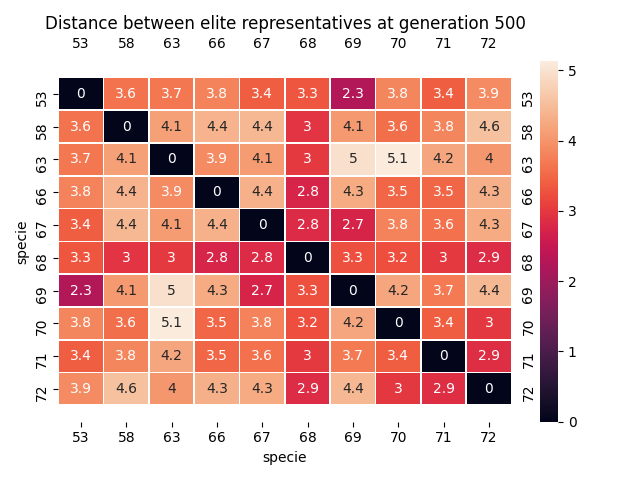 Distance between elite representatives at generation 500
53 58 63 66 67 68 69 70 71 72
53 0 3.6 3.7 3.8 3.4 3.3 2.3 3.8 3.4 3.9 53
58 3.6 0 4.1 4.4 4.4 3 4.1 3.6 3.8 4.6 58
63 3.7 4.1 0 3.9 4.1 3 5 5.1 4.2 4 63
66 3.8 4.4 3.9 0 4.4 2.8 4.3 3.5 3.5 4.3 66
67 3.4 4.4 4.1 4.4 0 2.8 2.7 3.8 3.6 4.3 67
68 3.3 3 3 2.8 2.8 0 3.3 3.2 3 2.9 68
69 2.3 4.1 5 4.3 2.7 3.3 0 4.2 3.7 4.4 69
70 3.8 3.6 5.1 3.5 3.8 3.2 4.2 0 3.4 3 70
71 3.4 3.8 4.2 3.5 3.6 3 3.7 3.4 0 2.9 71
72 3.9 4.6 4 4.3 4.3 2.9 4.4 3 2.9 0 72
53 58 63 66 67 68 69 70 71 72
specie
specie
5
4
3
2
1
0